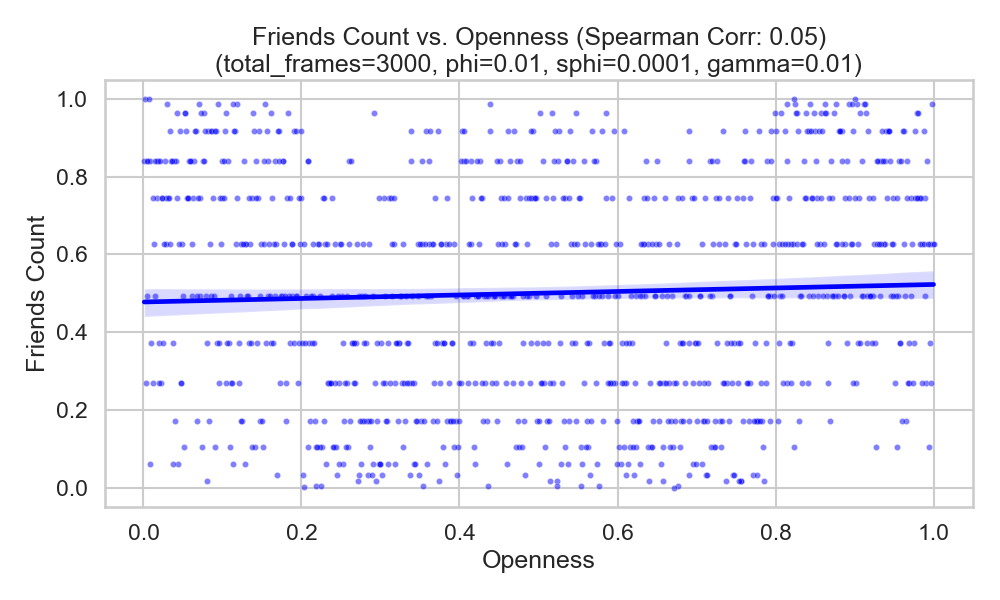 Friends Count vs. Openness (Spearman Corr: 0.05)
(total_frames=3000, phi=0.01, sphi=0.0001, gamma=0.01)
1.0
0.8
0.6
0.4
0.2
0.0
Friends Count
0.0 0.2 0.4 0.6 0.8 1.0
Openness